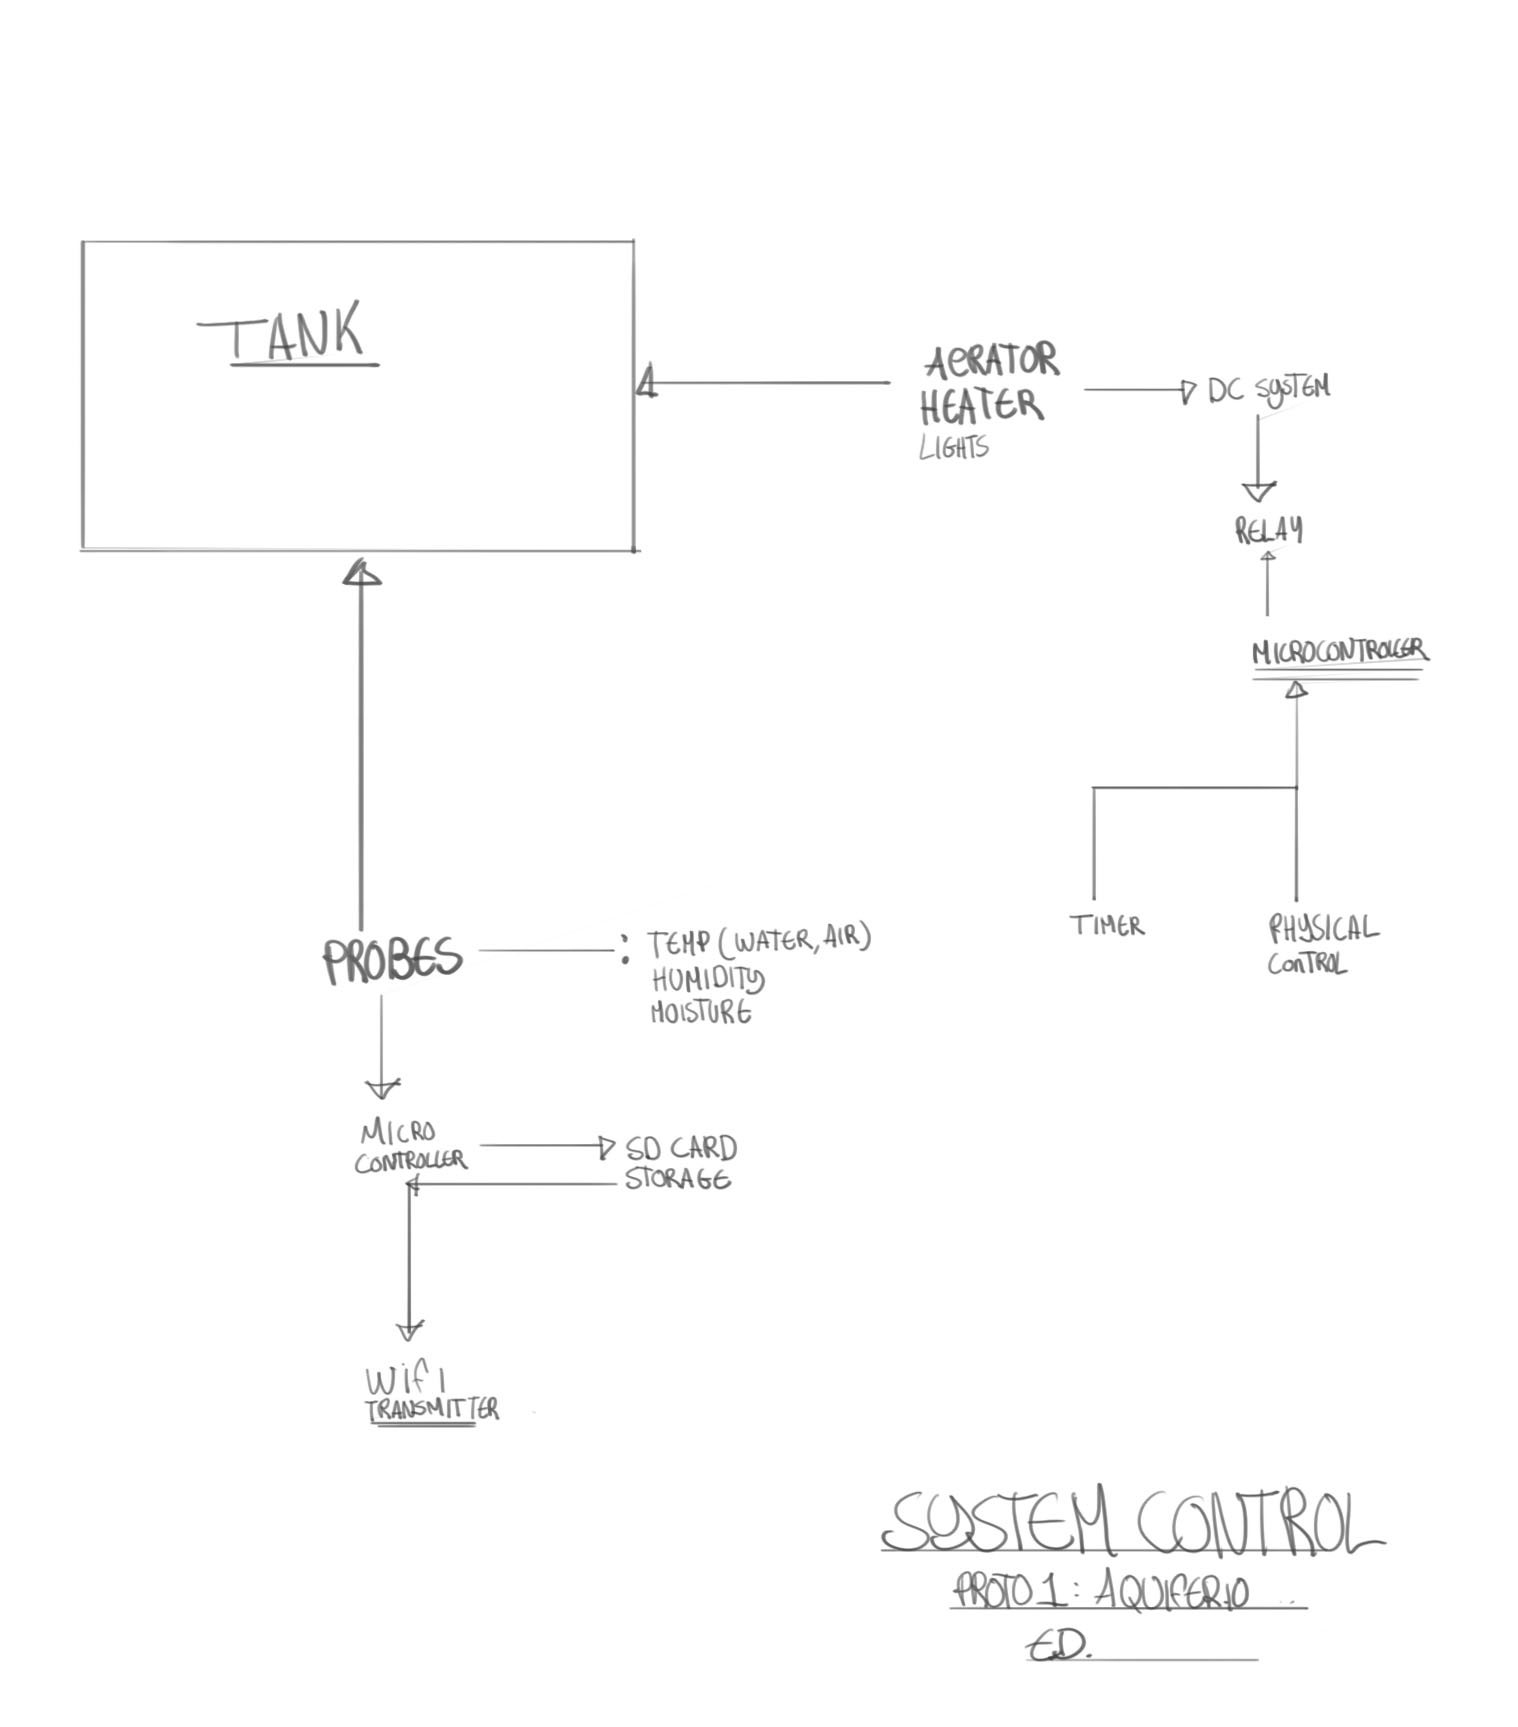 TANK
AERATOR
HEATER
LIGHTS
DC SYSTEM
RELAY
MICROCONTROLLER
TIMER
PHYSICAL
CONTROL
PROBES
: TEMP (WATER, AIR)
HUMIDITY
MOISTURE
MICRO
CONTROLLER
SD CARD
STORAGE
WIFI
TRANSMITTER
SYSTEM CONTROL
PROTO 1: AQUIFERIO
ED.